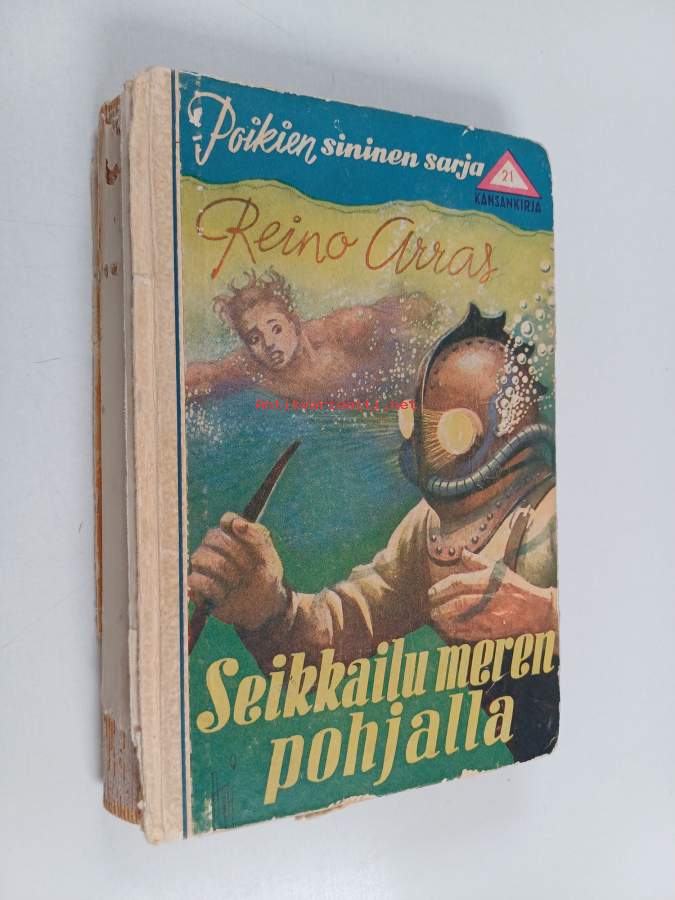 Poikien sininen sarja
21
KANSANKIRJA
Reino Arras
Antikvariaatti.net
Seikkailu meren
pohjalla